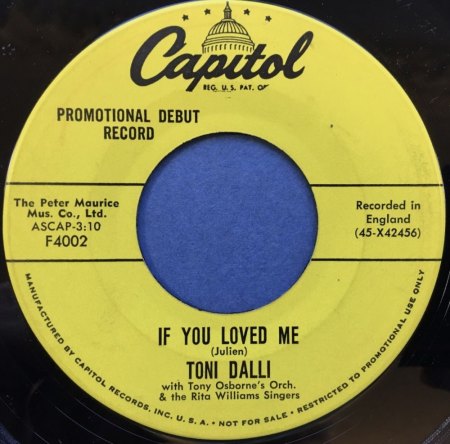 Capitol
REG. U. S. PAT. OF
PROMOTIONAL DEBUT
RECORD
The Peter Maurice
Mus. Co., Ltd.
ASCAP-3:10
F4002
Recorded in
England
(45-X42456)
IF YOU LOVED ME
(Julien)
TONI DALLI
with Tony Osborne's Orch.
& the Rita Williams Singers
MANUFACTURED BY CAPITOL RECORDS, INC. U. S. A. • NOT FOR SALE • RESTRICTED TO PROMOTIONAL USE ONLY